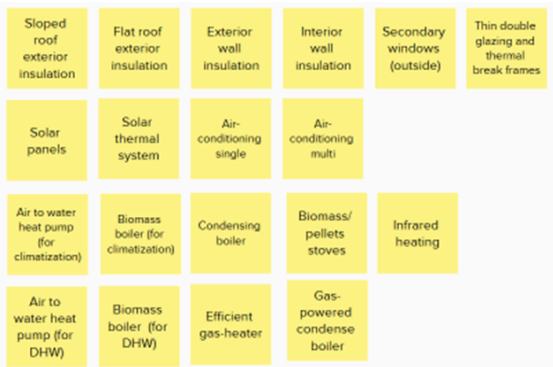 Sloped
roof
exterior
insulation
Flat roof
exterior
insulation
Exterior
wall
insulation
Interior
wall
insulation
Secondary
windows
(outside)
Thin double
glazing and
thermal
break frames
Solar
panels
Solar
thermal
system
Air-
conditioning
single
Air-
conditioning
multi
Air to water
heat pump
(for
climatization)
Biomass
boiler (for
climatization)
Condensing
boiler
Biomass/
pellets
stoves
Infrared
heating
Air to
water heat
pump (for
DHW)
Biomass
boiler (for
DHW)
Efficient
gas-heater
Gas-
powered
condense
boiler